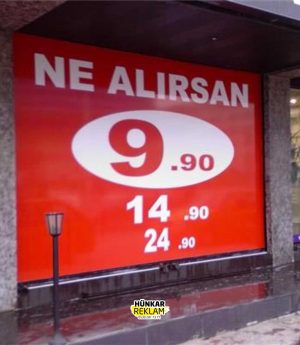 NE ALIRSAN
9.90
14.90
24.90
HÜNKAR
REKLAM